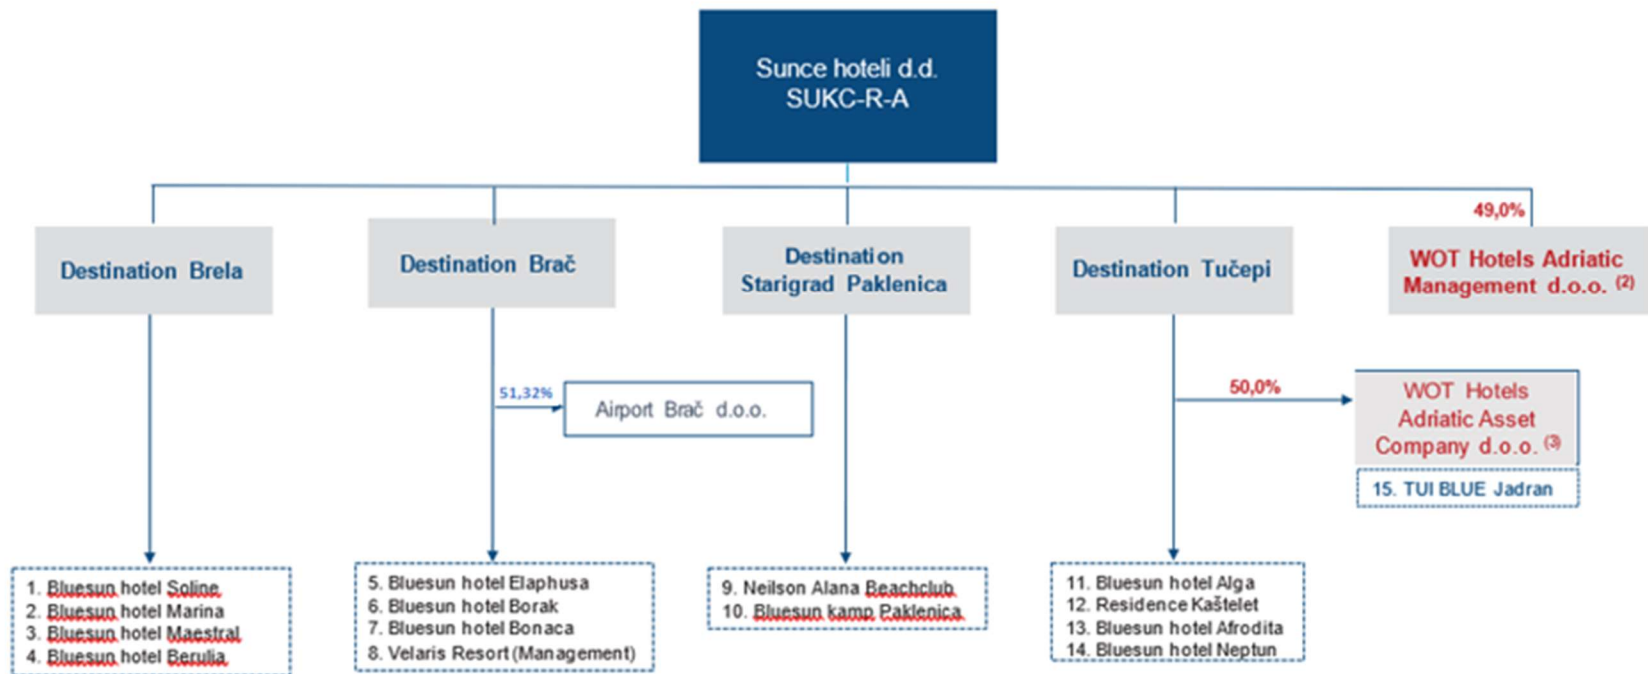 Sunce hoteli d.d.
SUKC-R-A
49,0%
Destination Brela
Destination Brač
Destination
Starigrad Paklenica
Destination Tučepi
WOT Hotels Adriatic
Management d.o.o. (2)
51,32%
Airport Brač d.o.o.
50,0%
WOT Hotels
Adriatic Asset
Company d.o.o. (3)
15. TUI BLUE Jadran
1. Bluesun hotel Soline
2. Bluesun hotel Marina
3. Bluesun hotel Maestral
4. Bluesun hotel Berulia
5. Bluesun hotel Elaphusa
6. Bluesun hotel Borak
7. Bluesun hotel Bonaca
8. Velaris Resort (Management)
9. Neilson Alana Beachclub
10. Bluesun kamp Paklenica
11. Bluesun hotel Alga
12. Residence Kaštelet
13. Bluesun hotel Afrodita
14. Bluesun hotel Neptun